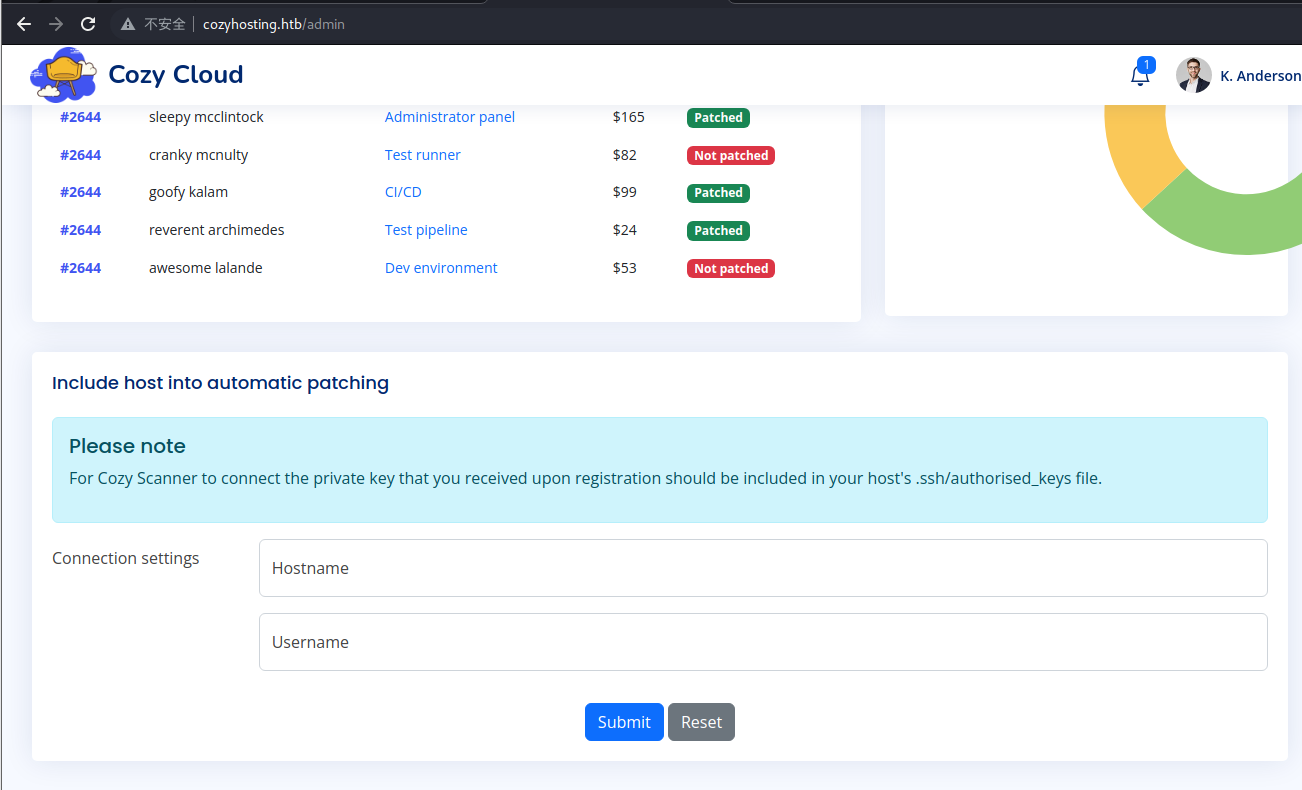 不安全 cozyhosting.htb/admin
Cozy Cloud
1
K. Anderson
#2644 sleepy mcclintock Administrator panel $165 Patched
#2644 cranky mcnulty Test runner $82 Not patched
#2644 goofy kalam CI/CD $99 Patched
#2644 reverent archimedes Test pipeline $24 Patched
#2644 awesome lalande Dev environment $53 Not patched
Include host into automatic patching
Please note
For Cozy Scanner to connect the private key that you received upon registration should be included in your host's .ssh/authorised_keys file.
Connection settings
Hostname
Username
Submit Reset